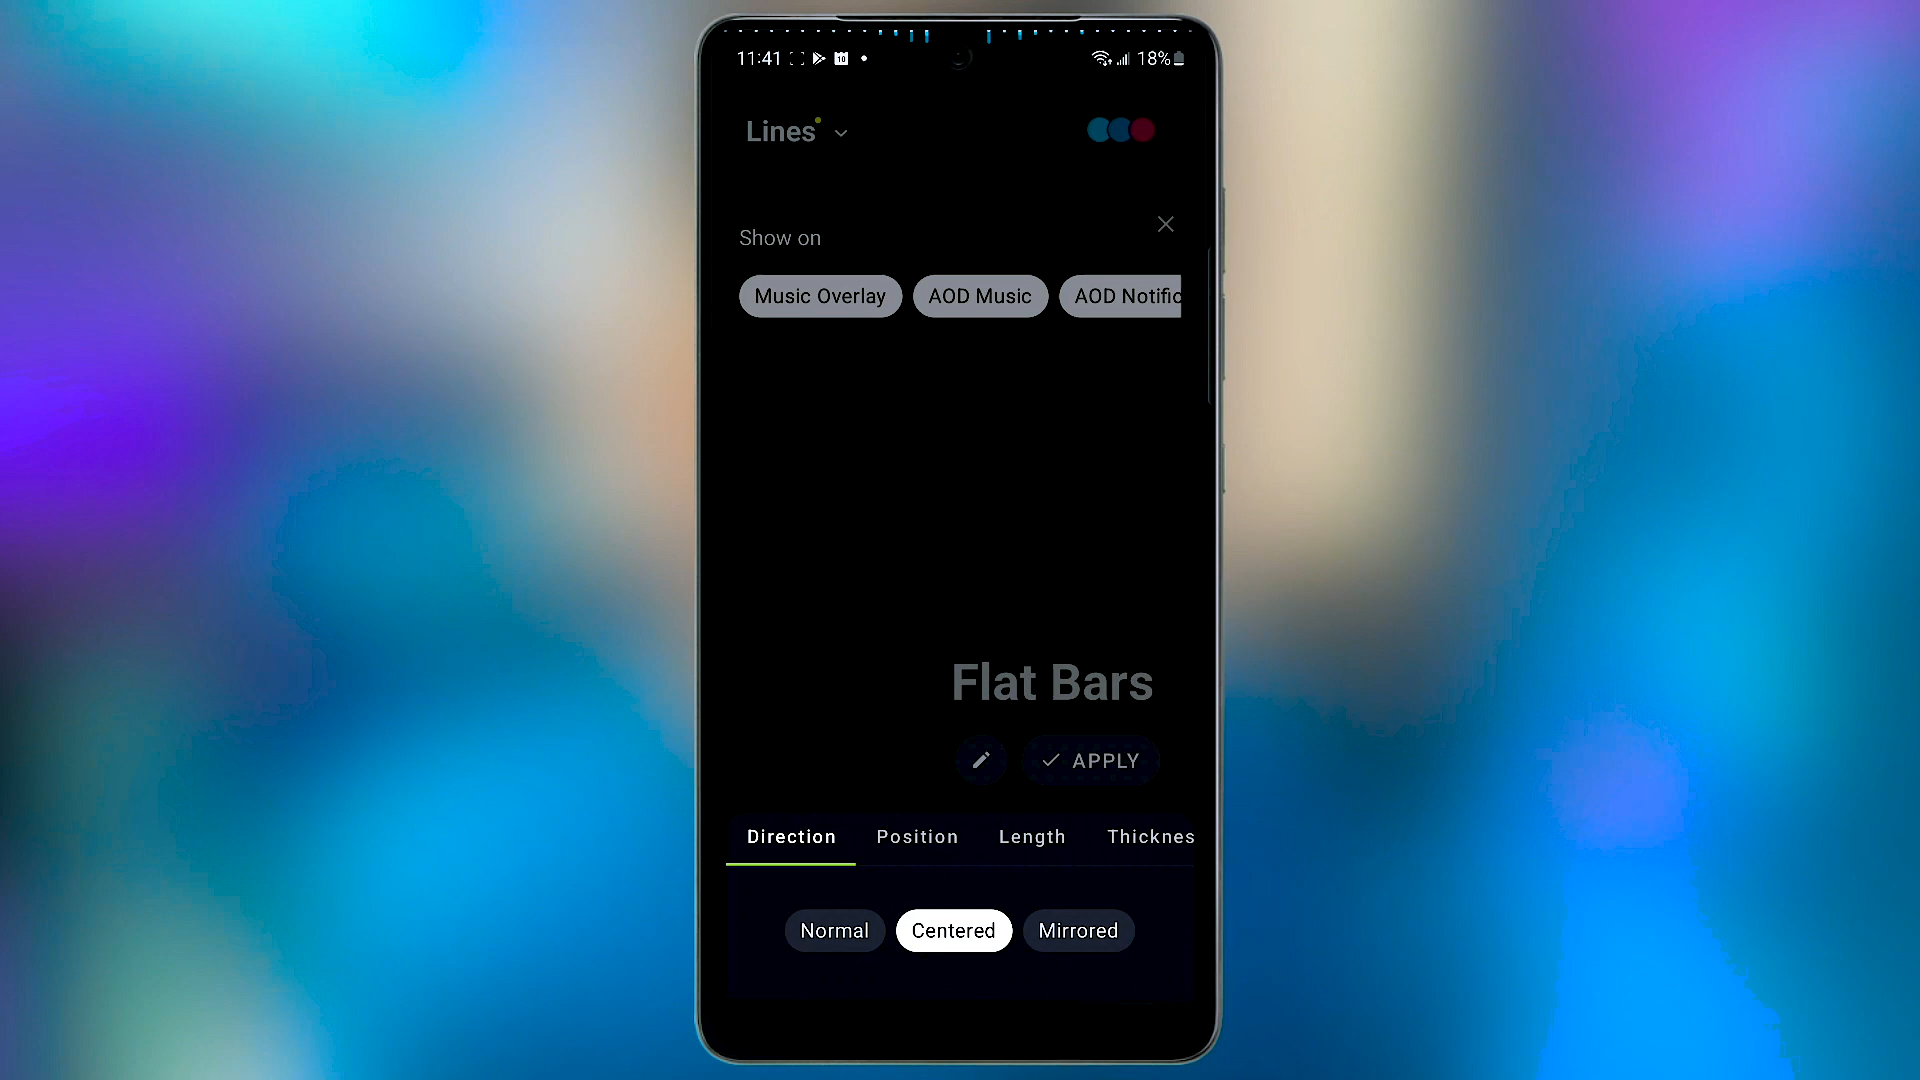 11:41 10 18%
Lines
Show on
Music Overlay AOD Music AOD Notific
Flat Bars
APPLY
Direction Position Length Thicknes
Normal Centered Mirrored